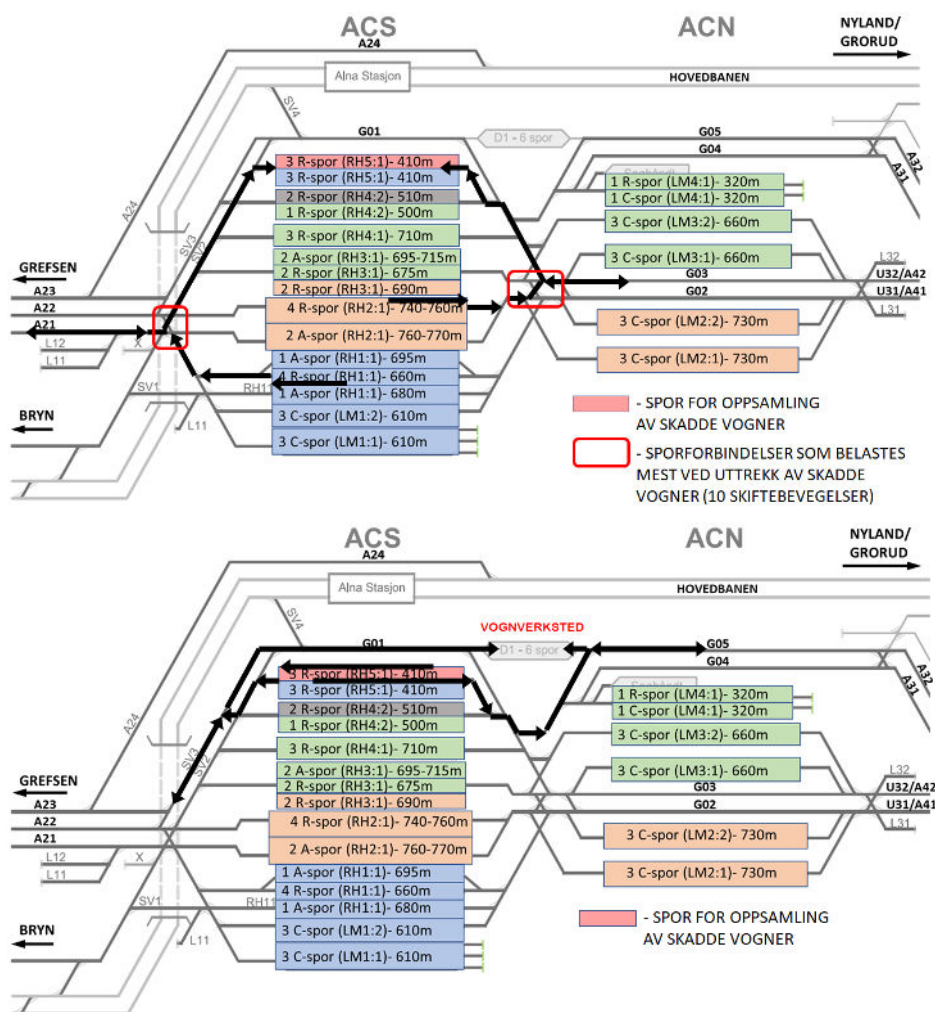 ACS
ACN
NYLAND/
GRORUD
A24
Alna Stasjon
HOVEDBANEN
SV4
G01
D1 - 6 spor
G05
G04
A32
A31
3 R-spor (RH5:1)- 410m
3 R-spor (RH5:1)- 410m
2 R-spor (RH4:2)- 510m
1 R-spor (RH4:2)- 500m
1 R-spor (LM4:1)- 320m
1 C-spor (LM4:1)- 320m
A24
SV3
SV2
3 R-spor (RH4:1)- 710m
3 C-spor (LM3:2)- 660m
2 A-spor (RH3:1)- 695-715m
2 R-spor (RH3:1)- 675m
2 R-spor (RH3:1)- 690m
3 C-spor (LM3:1)- 660m
L32
GREFSEN
G03
U32/A42
A23
G02
U31/A41
A22
4 R-spor (RH2:1)- 740-760m
L31
A21
2 A-spor (RH2:1)- 760-770m
3 C-spor (LM2:2)- 730m
L12
X
L11
1 A-spor (RH1:1)- 695m
3 C-spor (LM2:1)- 730m
4 R-spor (RH1:1)- 660m
SV1
RH11
1 A-spor (RH1:1)- 680m
BRYN
L11
3 C-spor (LM1:2)- 610m
3 C-spor (LM1:1)- 610m
- SPOR FOR OPPSAMLING
AV SKADDE VOGNER
- SPORFORBINDELSER SOM BELASTES
MEST VED UTTREKK AV SKADDE
VOGNER (10 SKIFTEBEVEGELSER)
ACS
ACN
NYLAND/
GRORUD
A24
Alna Stasjon
HOVEDBANEN
SV4
VOGNVERKSTED
G01
D1 - 6 spor
G05
G04
A32
A31
3 R-spor (RH5:1)- 410m
3 R-spor (RH5:1)- 410m
2 R-spor (RH4:2)- 510m
1 R-spor (RH4:2)- 500m
1 R-spor (LM4:1)- 320m
1 C-spor (LM4:1)- 320m
A24
SV3
SV2
3 R-spor (RH4:1)- 710m
3 C-spor (LM3:2)- 660m
2 A-spor (RH3:1)- 695-715m
2 R-spor (RH3:1)- 675m
2 R-spor (RH3:1)- 690m
3 C-spor (LM3:1)- 660m
L32
GREFSEN
G03
U32/A42
A23
G02
U31/A41
A22
4 R-spor (RH2:1)- 740-760m
L31
A21
2 A-spor (RH2:1)- 760-770m
3 C-spor (LM2:2)- 730m
L12
X
L11
1 A-spor (RH1:1)- 695m
3 C-spor (LM2:1)- 730m
4 R-spor (RH1:1)- 660m
SV1
RH11
1 A-spor (RH1:1)- 680m
BRYN
L11
3 C-spor (LM1:2)- 610m
3 C-spor (LM1:1)- 610m
- SPOR FOR OPPSAMLING
AV SKADDE VOGNER